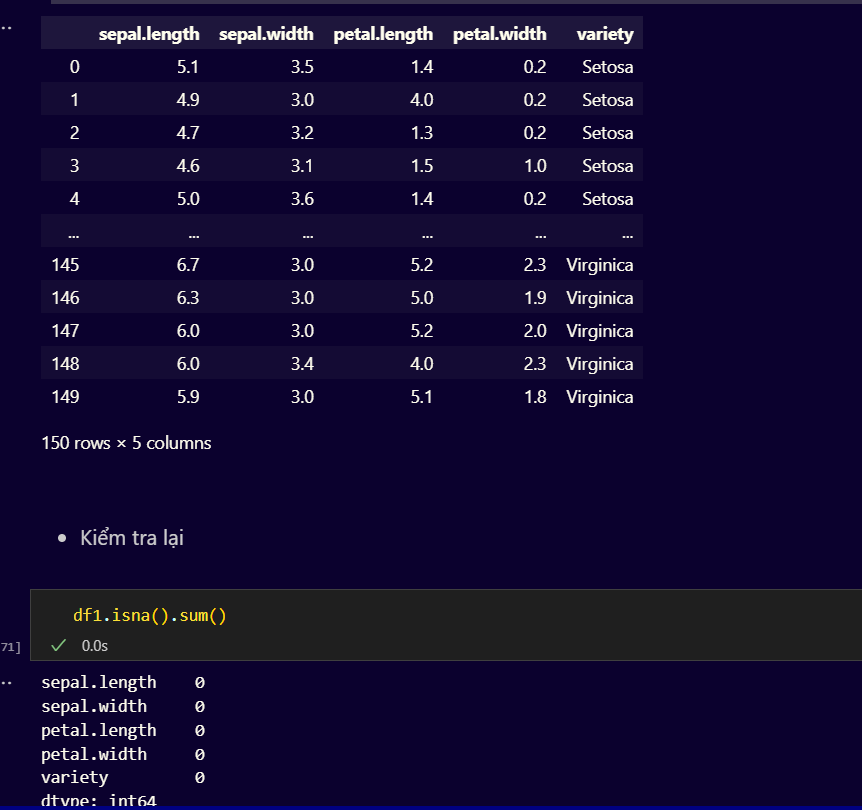 sepal.length sepal.width petal.length petal.width variety
0 5.1 3.5 1.4 0.2 Setosa
1 4.9 3.0 4.0 0.2 Setosa
2 4.7 3.2 1.3 0.2 Setosa
3 4.6 3.1 1.5 1.0 Setosa
4 5.0 3.6 1.4 0.2 Setosa
... ... ... ... ... ...
145 6.7 3.0 5.2 2.3 Virginica
146 6.3 3.0 5.0 1.9 Virginica
147 6.0 3.0 5.2 2.0 Virginica
148 6.0 3.4 4.0 2.3 Virginica
149 5.9 3.0 5.1 1.8 Virginica
150 rows × 5 columns
• Kiểm tra lại
df1.isna().sum()
71] ✓ 0.0s
sepal.length 0
sepal.width 0
petal.length 0
petal.width 0
variety 0
dtype: int64